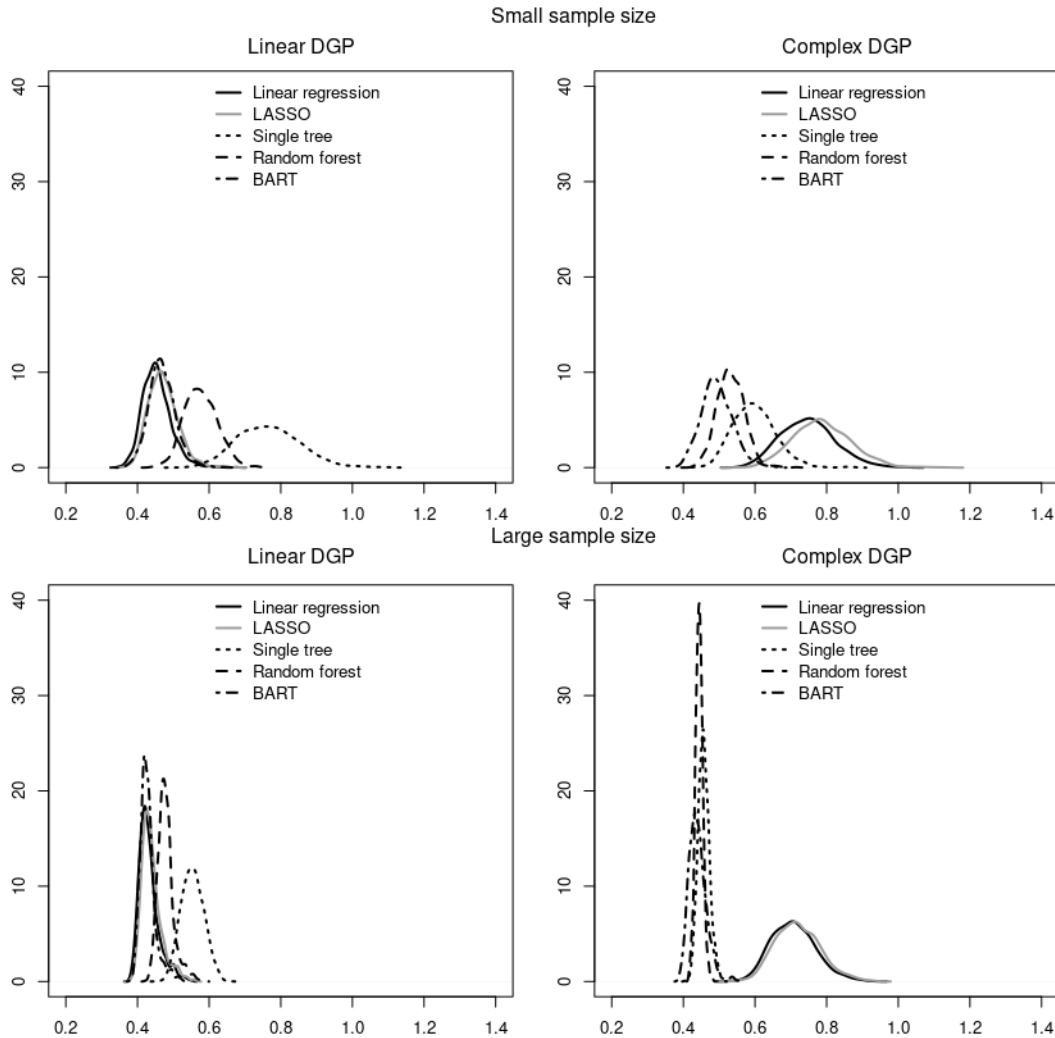 Small sample size
Linear DGP
40
30
20
10
0
Linear regression
LASSO
Single tree
Random forest
BART
0.2 0.4 0.6 0.8 1.0 1.2 1.4
Complex DGP
40
30
20
10
0
Linear regression
LASSO
Single tree
Random forest
BART
0.2 0.4 0.6 0.8 1.0 1.2 1.4
Large sample size
Linear DGP
40
30
20
10
0
Linear regression
LASSO
Single tree
Random forest
BART
0.2 0.4 0.6 0.8 1.0 1.2 1.4
Complex DGP
40
30
20
10
0
Linear regression
LASSO
Single tree
Random forest
BART
0.2 0.4 0.6 0.8 1.0 1.2 1.4